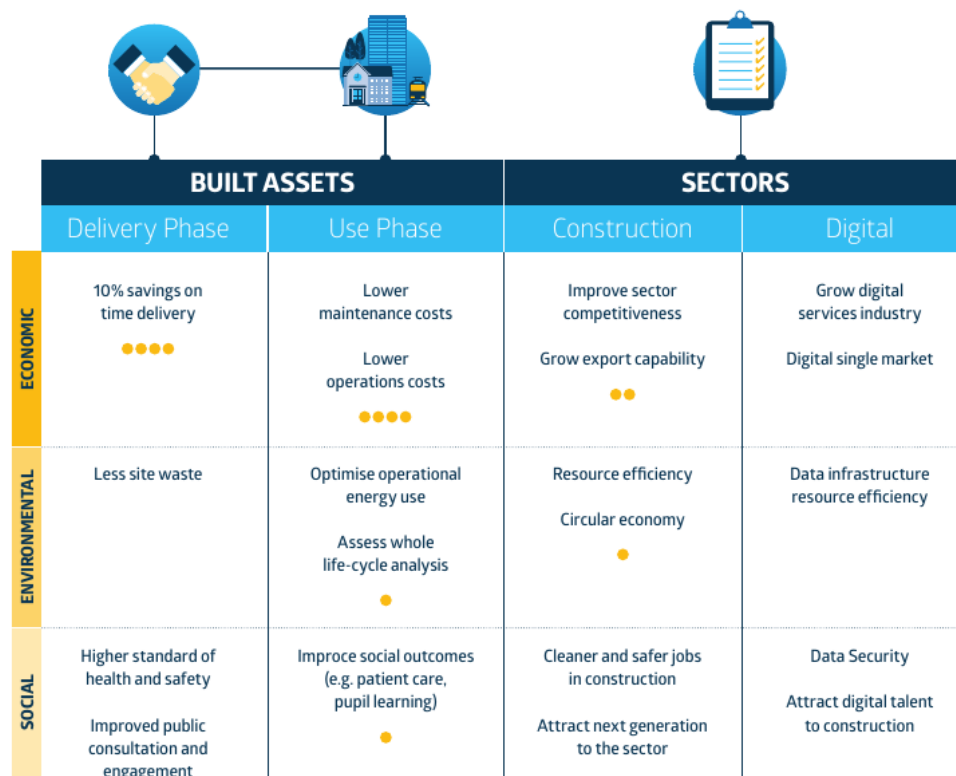 BUILT ASSETS
SECTORS
Delivery Phase
Use Phase
Construction
Digital
ECONOMIC
10% savings on
time delivery
Lower
maintenance costs
Lower
operations costs
Improve sector
competitiveness
Grow export capability
Grow digital
services industry
Digital single market
ENVIRONMENTAL
Less site waste
Optimise operational
energy use
Assess whole
life-cycle analysis
Resource efficiency
Circular economy
Data infrastructure
resource efficiency
SOCIAL
Higher standard of
health and safety
Improved public
consultation and
engagement
Improce social outcomes
(e.g. patient care,
pupil learning)
Cleaner and safer jobs
in construction
Attract next generation
to the sector
Data Security
Attract digital talent
to construction